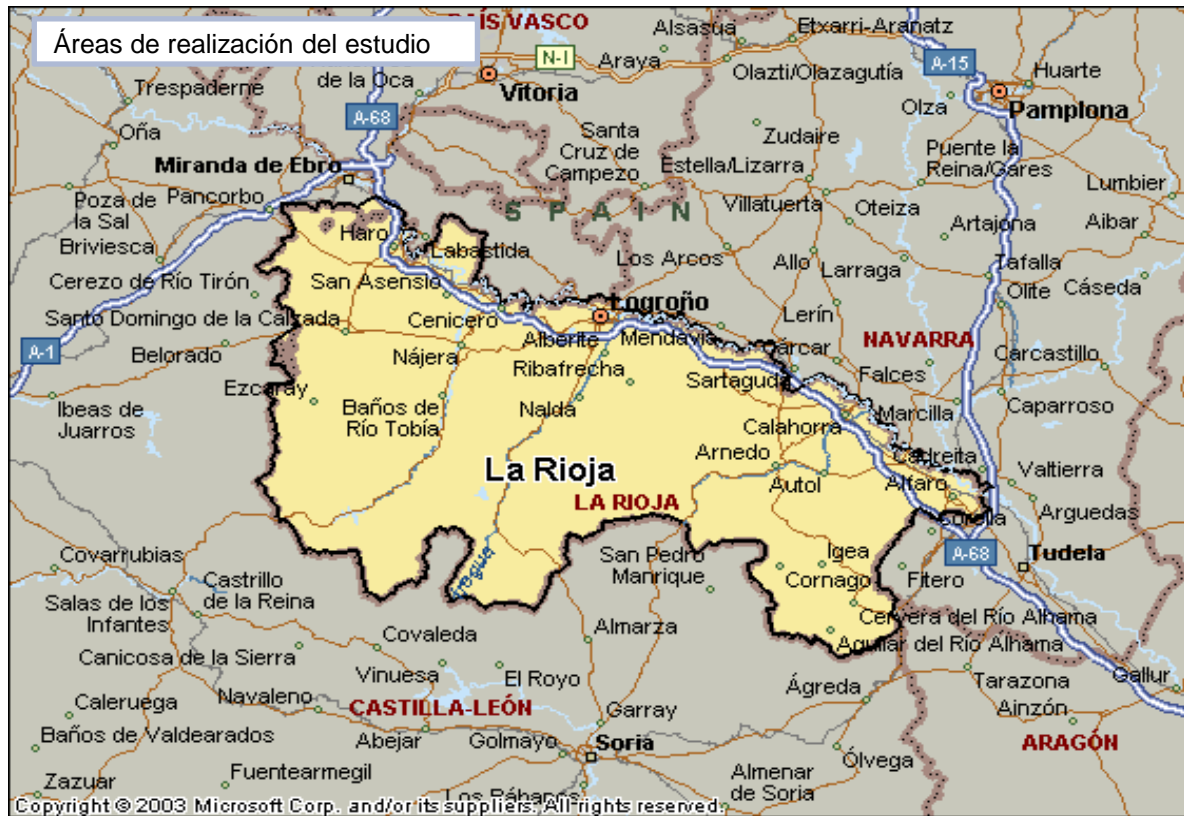 Áreas de realización del estudio
PAÍS VASCO
Alsasua
Etxarri-Aranatz
N-I
Araya
Olazti/Olazagutía
A-15
Huarte
de la Oca
Vitoria
Trespaderne
Olza
Pamplona
A-68
Oña
Santa
Cruz de
Campezo
Zudaire
Miranda de Ebro
Estella/Lizarra
Puente la
Reina/Gares
Lumbier
Poza de
la Sal
Pancorbo
SPAIN
Villatuerta
Oteiza
Artajona
Aibar
Briviesca
Haro
Labastida
Los Arcos
Allo
Larraga
Tafalla
Cerezo de Río Tirón
San Asensio
Olite
Cáseda
Santo Domingo de la Calzada
Cenicero
Logroño
Lerín
A-1
Belorado
Nájera
Alberite
Mendavia
Carcar
NAVARRA
Carcastillo
Ribafrecha
Sartaguda
Falces
Ezcaray
Ibeas de
Juarros
Baños de
Río Tobía
Nalda
Marcilla
Caparroso
Calahorra
Arnedo
Cadreita
Valtierra
La Rioja
LA RIOJA
Autol
Alfaro
Arguedas
Corella
Covarrubias
San Pedro
Manrique
Igea
A-68
Tudela
Castrillo
de la Reina
Iregua
Cornago
Fitero
Salas de los
Infantes
Cervera del Río Alhama
Covaleda
Almarza
Aguilar del Río Alhama
Canicosa de la Sierra
Vinuesa
El Royo
Ágreda
Tarazona
Gallur
Caleruega
Navaleno
CASTILLA-LEÓN
Garray
Ainzón
Baños de Valdearados
Abejar
Golmayo
Soria
ARAGÓN
Ólvega
Zazuar
Fuentearmegil
Almenar
de Soria
Los Rábanos
Copyright © 2003 Microsoft Corp. and/or its suppliers. All rights reserved.